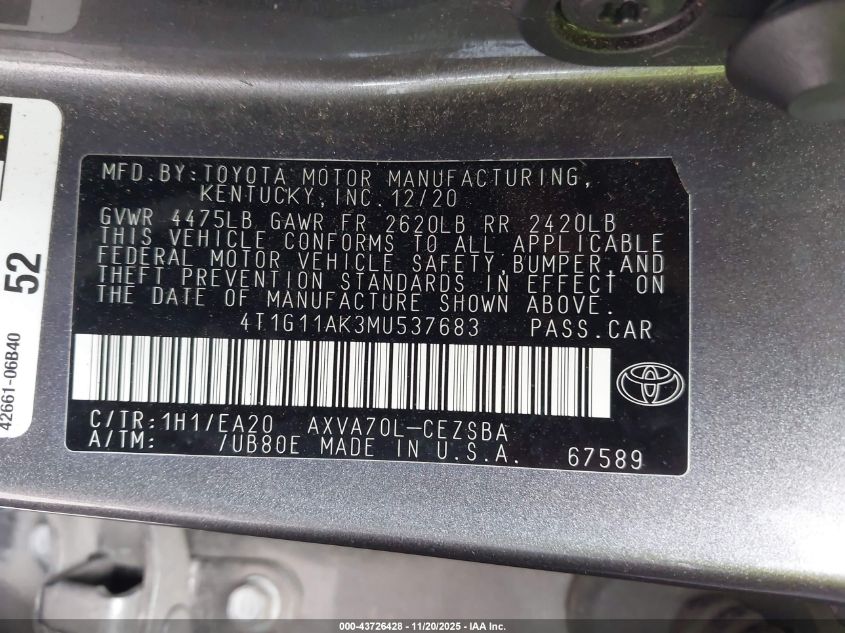 MFD.BY:TOYOTA MOTOR MANUFACTURING,
KENTUCKY,INC.12/20
GVWR 4475LB GAWR FR 2620LB RR 2420LB
THIS VEHICLE CONFORMS TO ALL APPLICABLE
FEDERAL MOTOR VEHICLE SAFETY,BUMPER,AND
THEFT PREVENTION STANDARDS IN EFFECT ON
THE DATE OF MANUFACTURE SHOWN ABOVE.
4T1G11AK3MU537683 PASS.CAR
C/TR:1H1/EA20 AXVA70L-CEZSBA
A/TM: /UB80E MADE IN U.S.A. 67589
52
42661-06B40
000-43726428 - 11/20/2025 - IAA Inc.